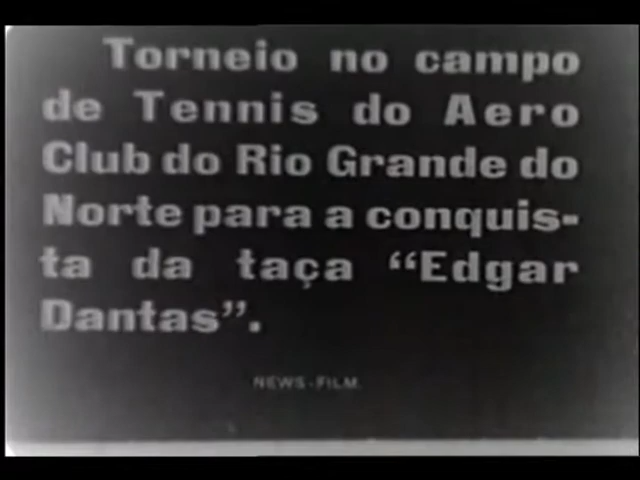 Torneio no campo
de Tennis do Aero
Club do Rio Grande do
Norte para a conquis-
ta da taça “Edgar
Dantas”.
NEWS-FILM.